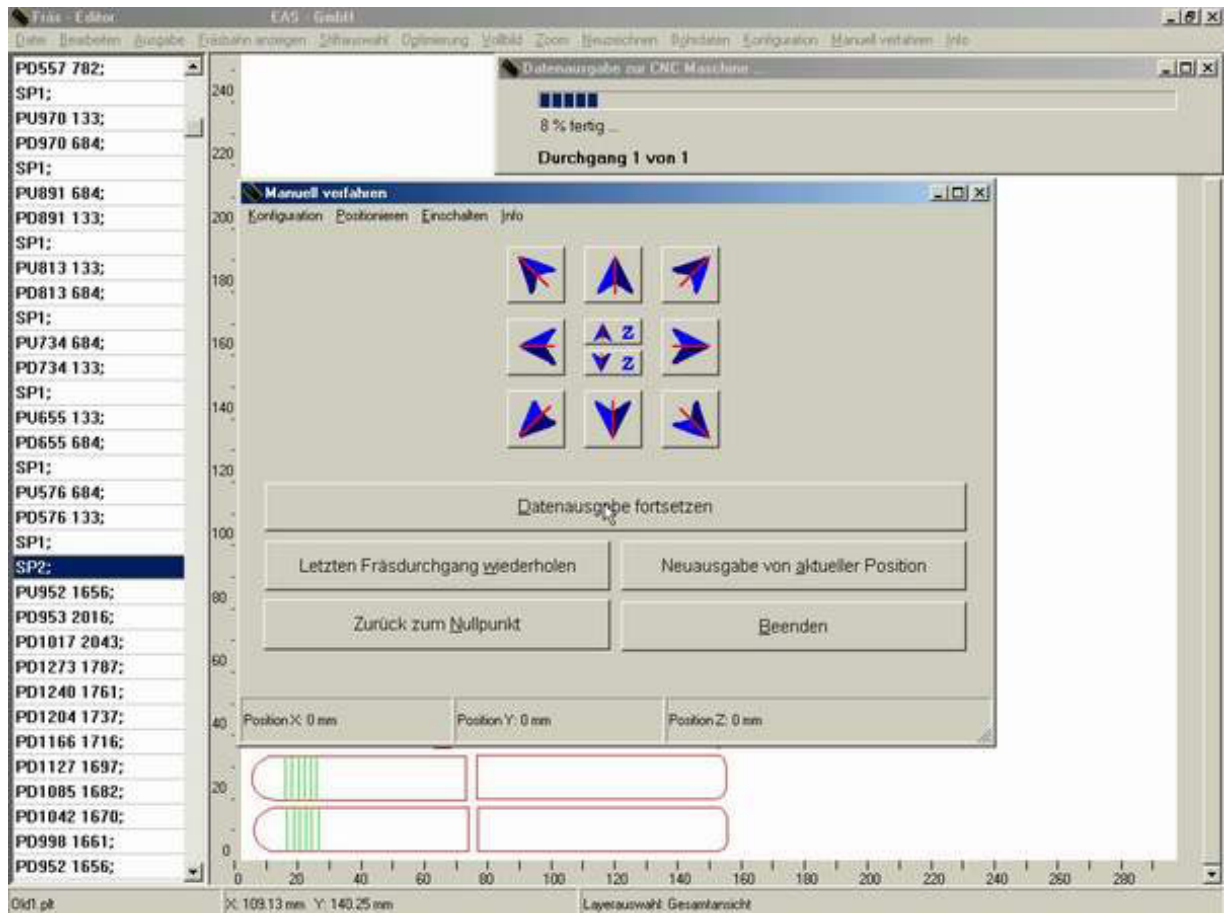 Fräs - Editor EAS GmbH
Datei Bearbeiten Ausgabe Fräsbahn anzeigen Stiftauswahl Optimierung Vollbild Zoom Neuzeichnen Bohrdaten Konfiguration Manuell verfahren Info
PD557 782;
SP1;
PU970 133;
PD970 684;
SP1;
PU891 684;
PD891 133;
SP1;
PU813 133;
PD813 684;
SP1;
PU734 684;
PD734 133;
SP1;
PU655 133;
PD655 684;
SP1;
PU576 684;
PD576 133;
SP1;
SP2;
PU952 1656;
PD953 2016;
PD1017 2043;
PD1273 1787;
PD1240 1761;
PD1204 1737;
PD1166 1716;
PD1127 1697;
PD1085 1682;
PD1042 1670;
PD998 1661;
PD952 1656;
240
220
200
180
160
140
120
100
80
60
40
20
0
Datenausgabe zur CNC Maschine ...
8 % fertig ...
Durchgang 1 von 1
Manuell verfahren
Konfiguration Positionieren Einschalten Info
Z
Z
Datenausgabe fortsetzen
Letzten Fräsdurchgang wiederholen Neuausgabe von aktueller Position
Zurück zum Nullpunkt Beenden
Position X: 0 mm Position Y: 0 mm Position Z: 0 mm
0 20 40 60 80 100 120 140 160 180 200 220 240 260 280
Old1.plt X: 109.13 mm Y: 140.25 mm Layerauswahl: Gesamtansicht